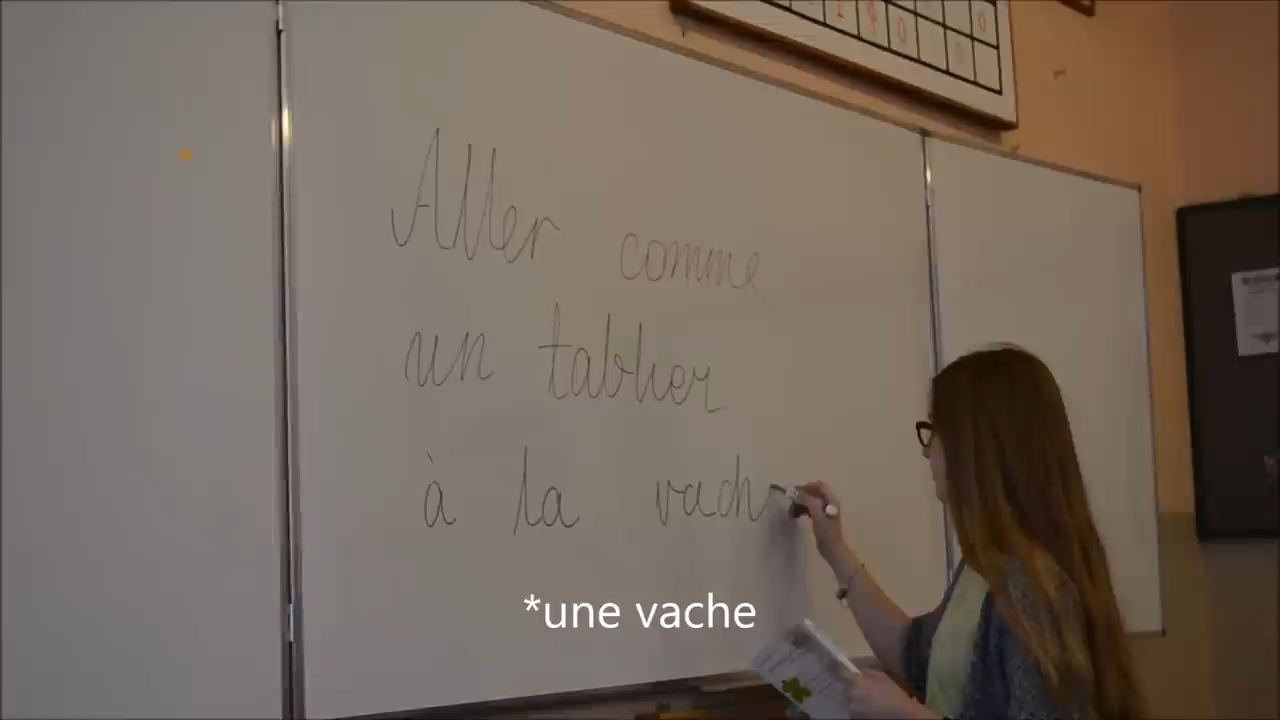 Aller comme
un tablier
à la vach
*une vache